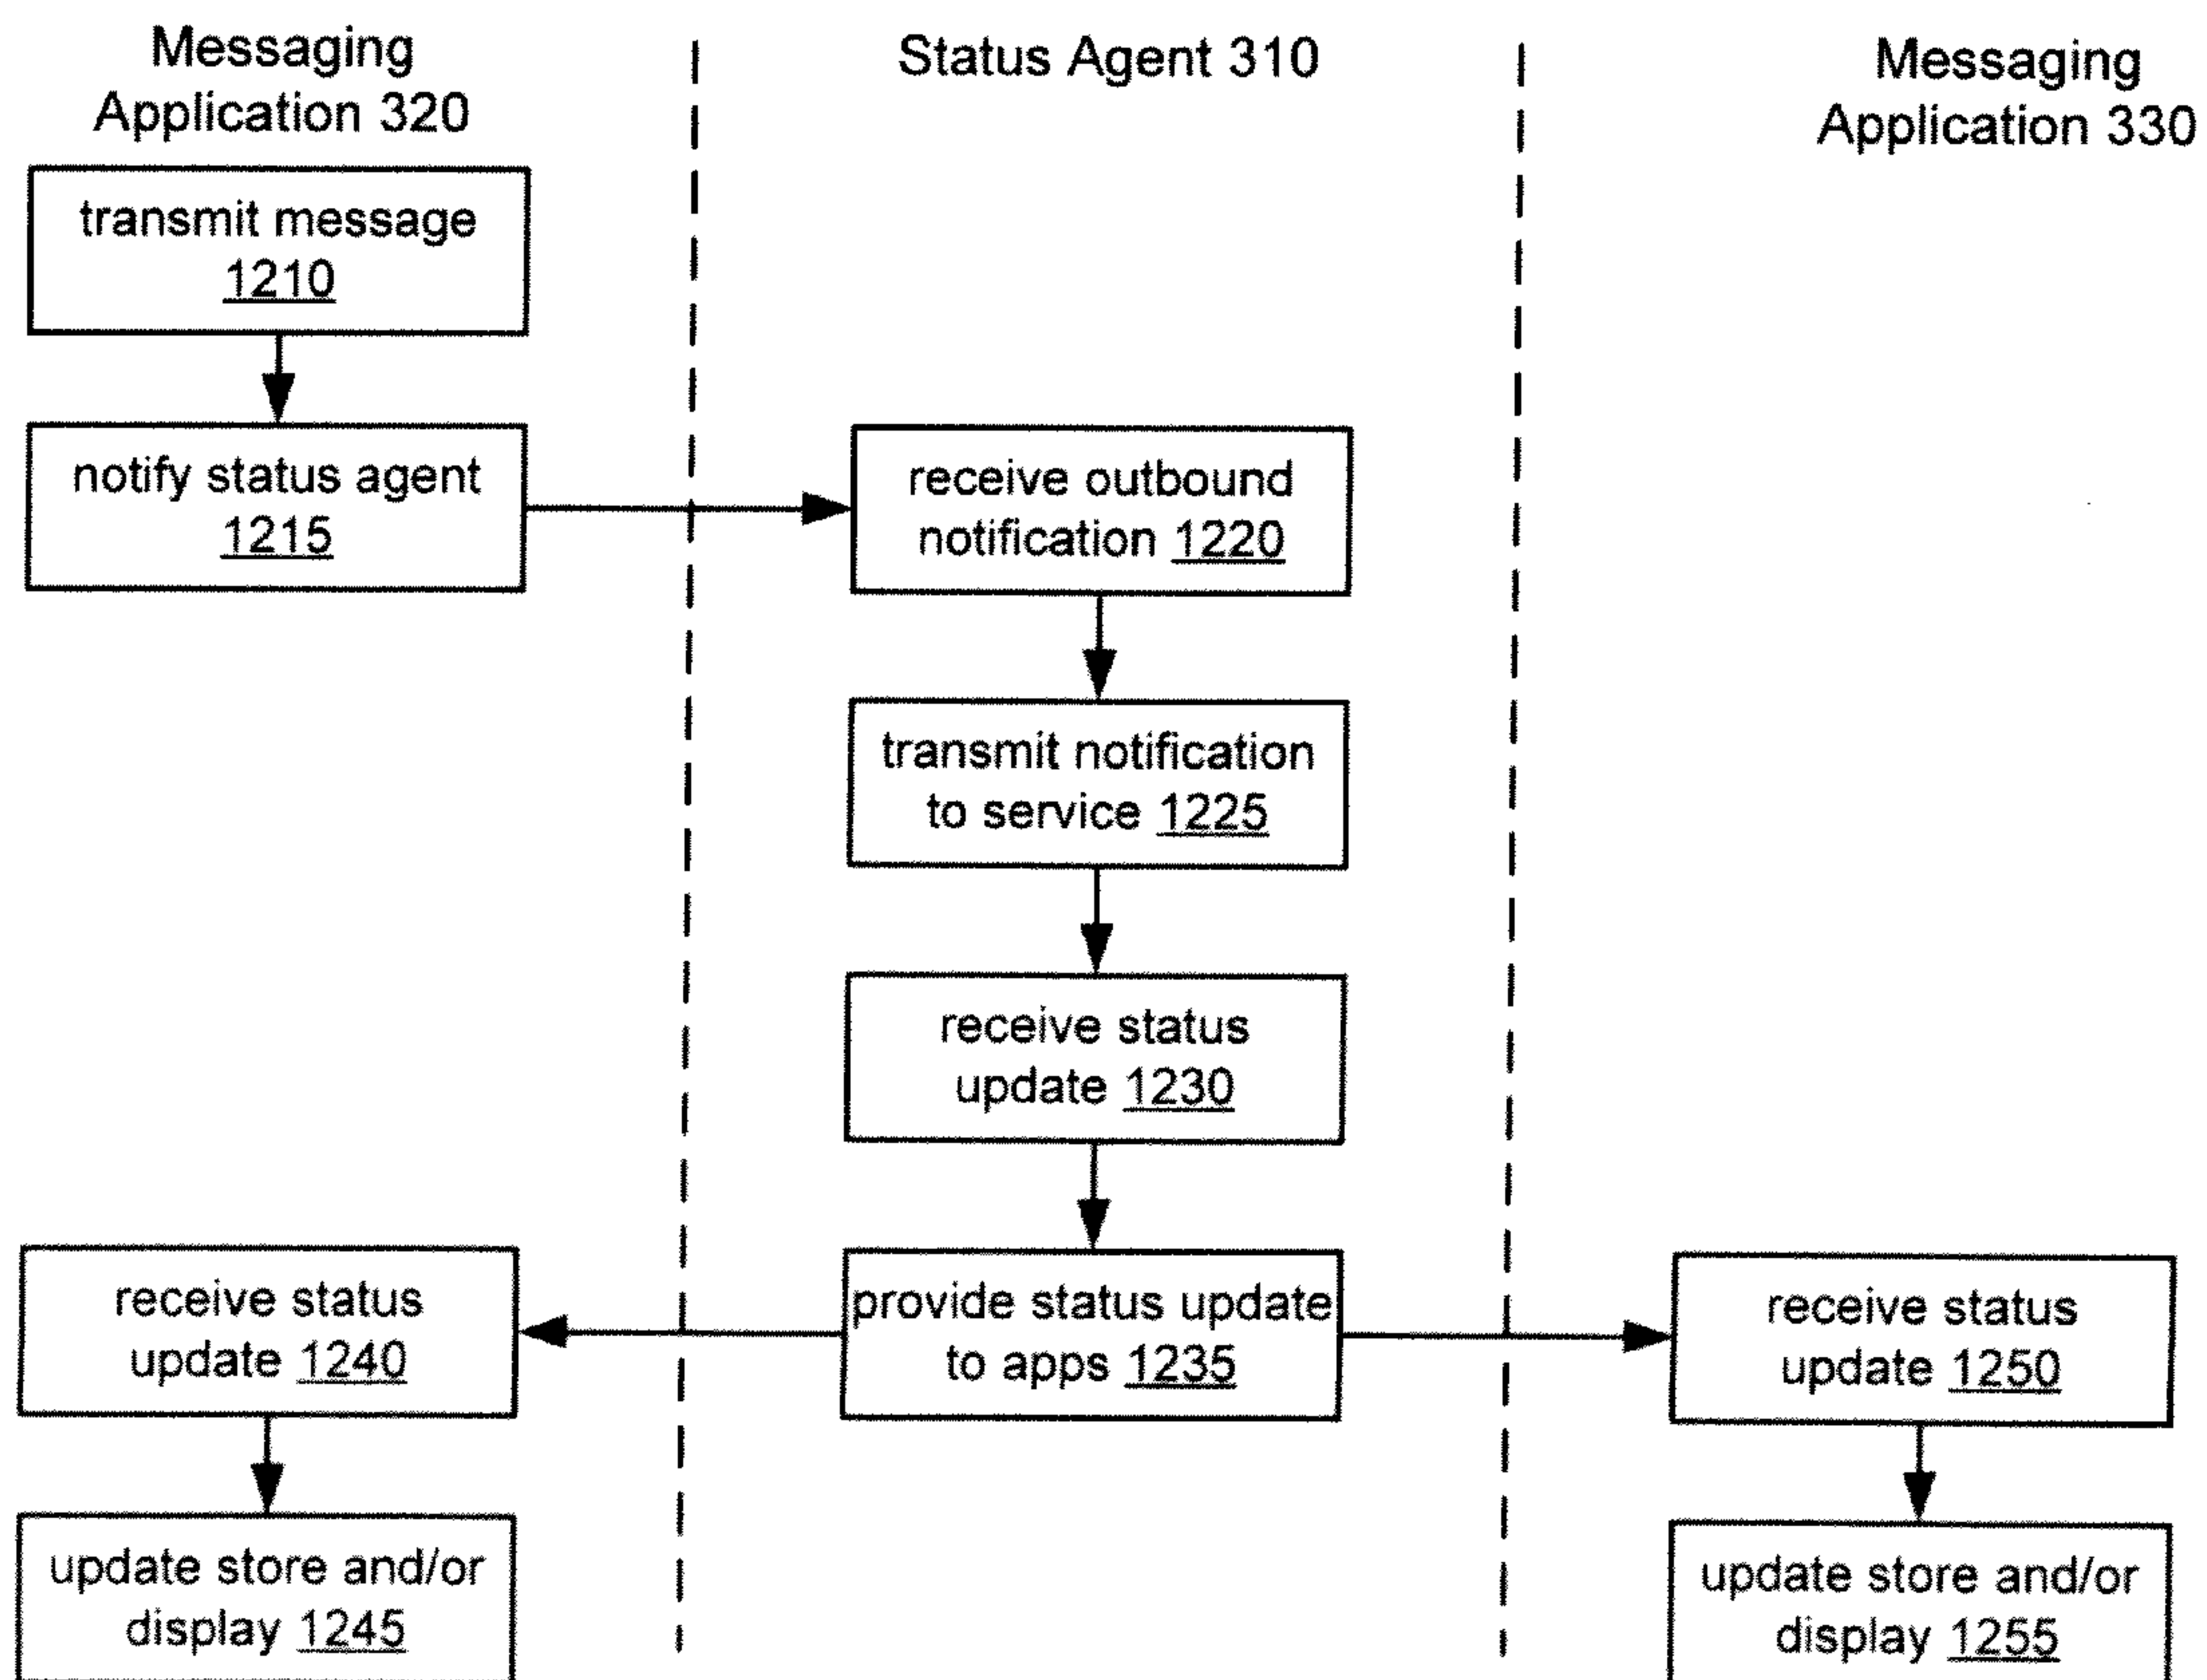 Messaging
Application 320
Status Agent 310
Messaging
Application 330
transmit message
1210
notify status agent
1215
receive outbound
notification 1220
transmit notification
to service 1225
receive status
update 1230
provide status update
to apps 1235
receive status
update 1240
receive status
update 1250
update store and/or
display 1245
update store and/or
display 1255